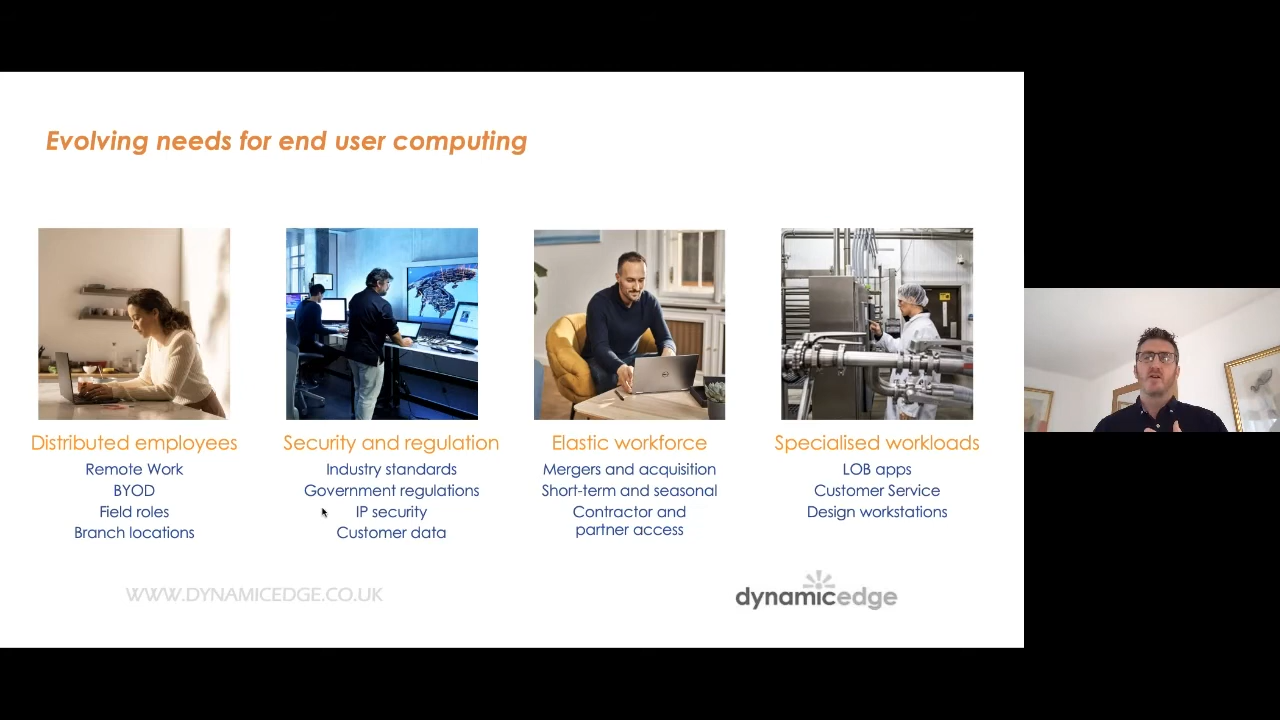 Evolving needs for end user computing
Distributed employees
Remote Work
BYOD
Field roles
Branch locations
Security and regulation
Industry standards
Government regulations
IP security
Customer data
Elastic workforce
Mergers and acquisition
Short-term and seasonal
Contractor and
partner access
Specialised workloads
LOB apps
Customer Service
Design workstations
WWW.DYNAMICEDGE.CO.UK
dynamicedge